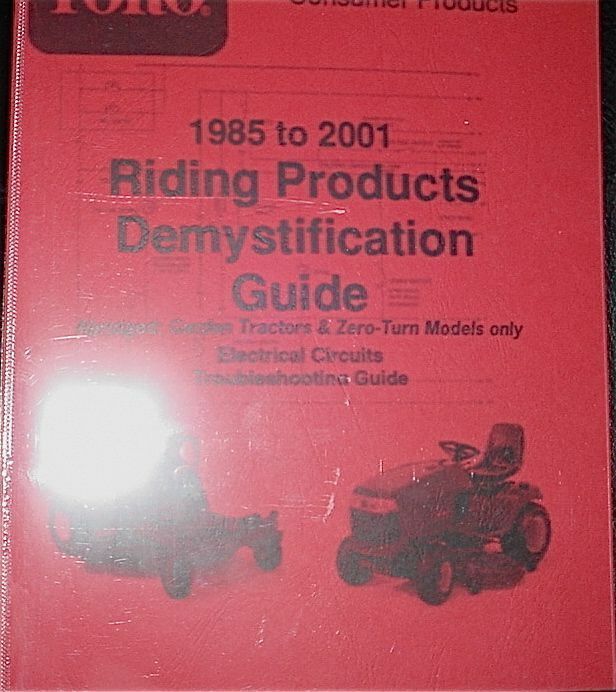 TORO.
Consumer Products
1985 to 2001
Riding Products
Demystification
Guide
Abridged: Garden Tractors & Zero-Turn Models only
Electrical Circuits
Troubleshooting Guide